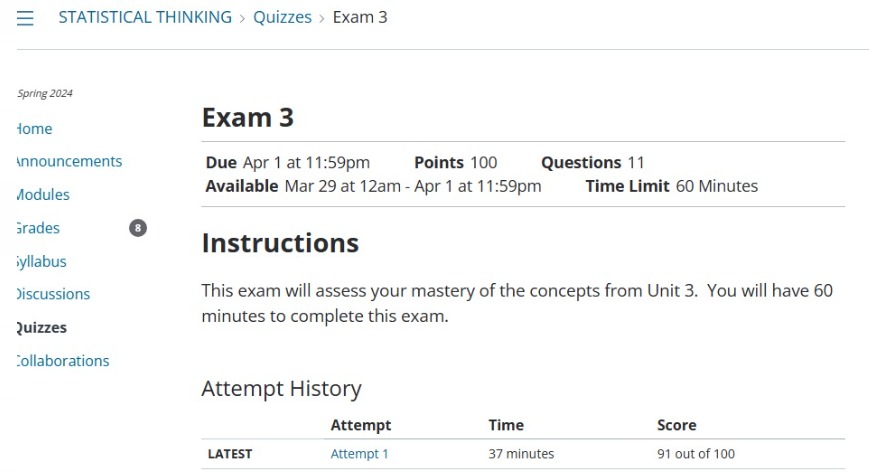 STATISTICAL THINKING › Quizzes › Exam 3
Spring 2024
Home
Announcements
Modules
Grades 8
Syllabus
Discussions
Quizzes
Collaborations
Exam 3
Due Apr 1 at 11:59pm Points 100 Questions 11
Available Mar 29 at 12am - Apr 1 at 11:59pm Time Limit 60 Minutes
Instructions
This exam will assess your mastery of the concepts from Unit 3. You will have 60
minutes to complete this exam.
Attempt History
Attempt Time Score
LATEST Attempt 1 37 minutes 91 out of 100